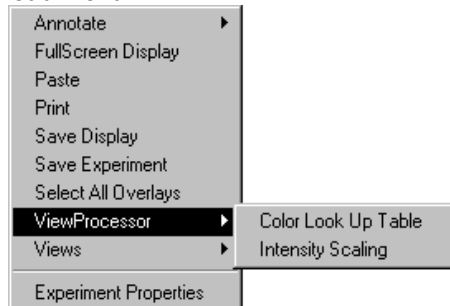 Annotate
FullScreen Display
Paste
Print
Save Display
Save Experiment
Select All Overlays
ViewProcessor
Color Look Up Table
Views
Intensity Scaling
Experiment Properties